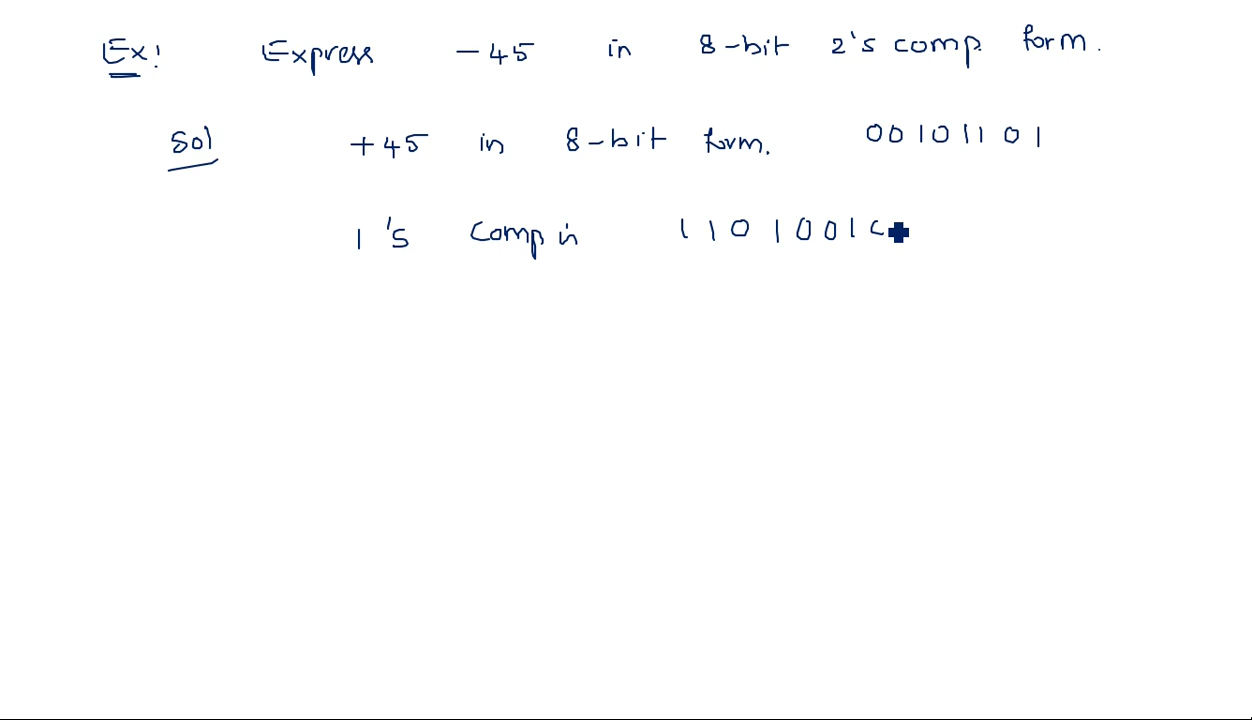 Ex! Express -45 in 8-bit 2's comp form.
Sol +45 in 8-bit form. 00101101
1's comp is 1101001